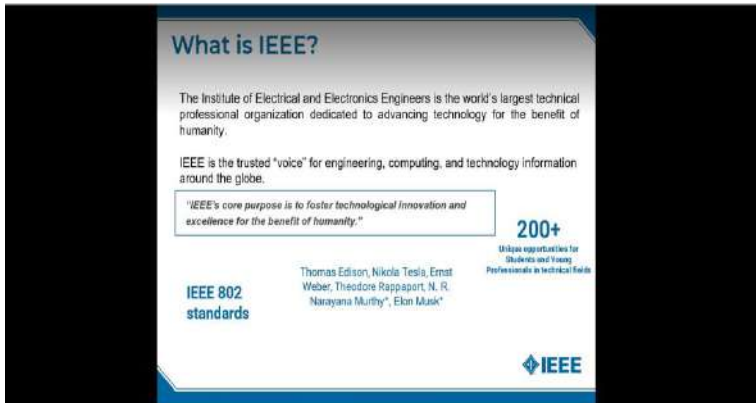 What is IEEE?
The Institute of Electrical and Electronics Engineers is the world's largest technical
professional organization dedicated to advancing technology for the benefit of
humanity.
IEEE is the trusted "voice" for engineering, computing, and technology information
around the globe.
"IEEE's core purpose is to foster technological innovation and
excellence for the benefit of humanity."
200+
Unique opportunities for
Students and Young
Professionals in technical fields
Thomas Edison, Nikola Tesla, Ernst
Weber, Theodore Rappaport, N. R.
Narayana Murthy*, Elon Musk*
IEEE 802
standards
IEEE